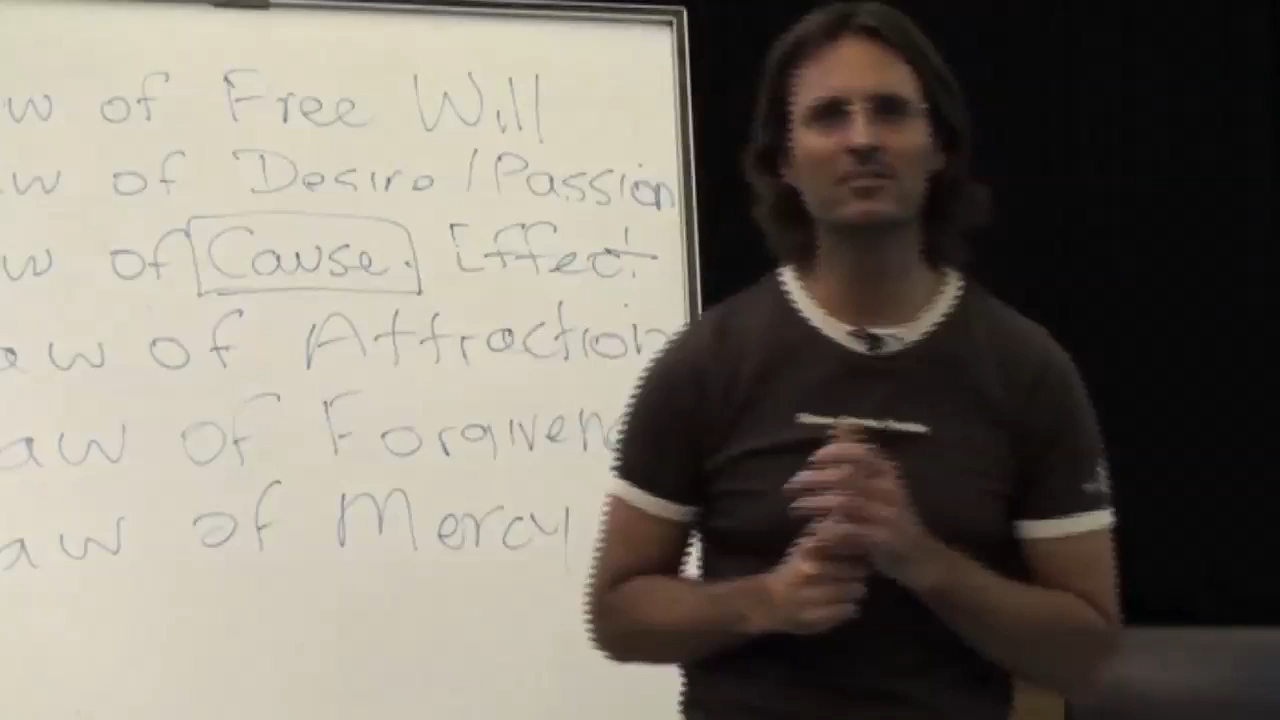 w of Free Will
w of Desire/Passion
w of Cause. Effect
aw of Attraction
aw of Forgiven
aw of Mercy